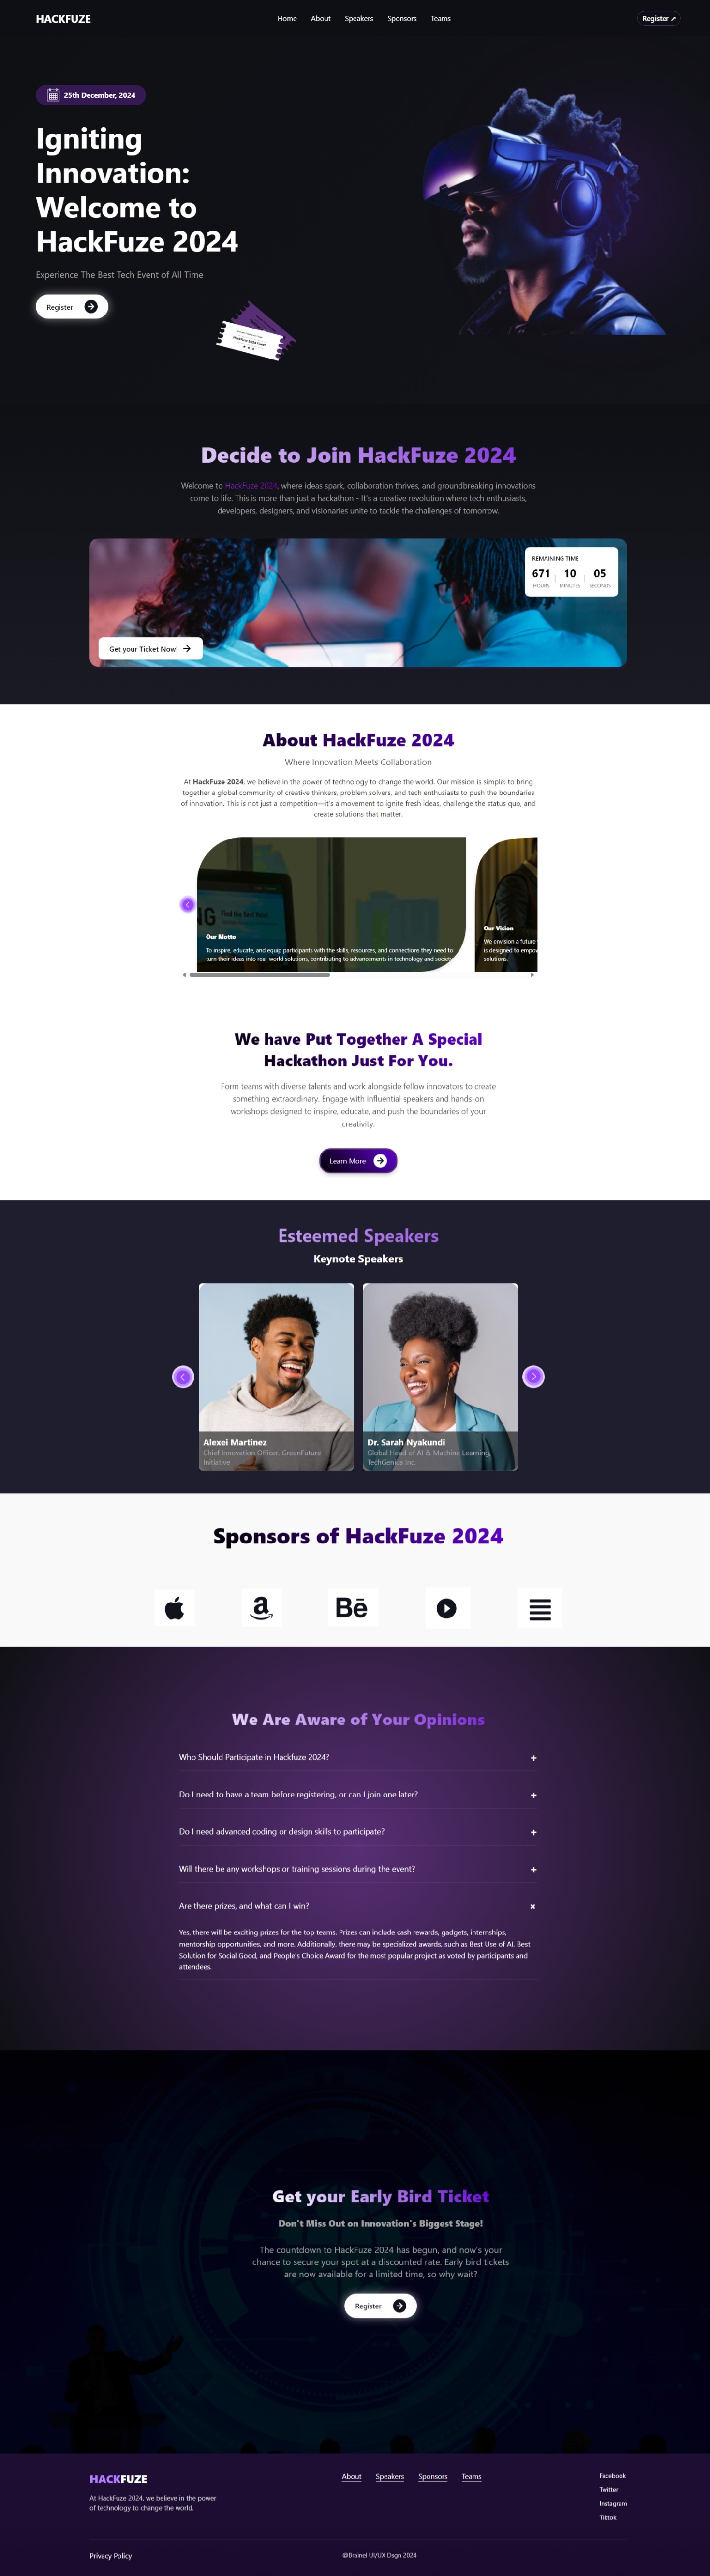 HACKFUZE
Home About Speakers Sponsors Teams
Register ↗
25th December, 2024
Igniting
Innovation:
Welcome to
HackFuze 2024
Experience The Best Tech Event of All Time
Register
HackFuze 2024 Ticket
Decide to Join HackFuze 2024
Welcome to HackFuze 2024, where ideas spark, collaboration thrives, and groundbreaking innovations
come to life. This is more than just a hackathon - It's a creative revolution where tech enthusiasts,
developers, designers, and visionaries unite to tackle the challenges of tomorrow.
REMAINING TIME
671 10 05
HOURS MINUTES SECONDS
Get your Ticket Now!
About HackFuze 2024
Where Innovation Meets Collaboration
At HackFuze 2024, we believe in the power of technology to change the world. Our mission is simple: to bring
together a global community of creative thinkers, problem solvers, and tech enthusiasts to push the boundaries
of innovation. This is not just a competition—it's a movement to ignite fresh ideas, challenge the status quo, and
create solutions that matter.
NG
Find the best
Our Motto
To inspire, educate, and equip participants with the skills, resources, and connections they need to
turn their ideas into real-world solutions, contributing to advancements in technology and society.
Our Vision
We envision a future
is designed to empow
solutions.
We have Put Together A Special
Hackathon Just For You.
Form teams with diverse talents and work alongside fellow innovators to create
something extraordinary. Engage with influential speakers and hands-on
workshops designed to inspire, educate, and push the boundaries of your
creativity.
Learn More
Esteemed Speakers
Keynote Speakers
Alexei Martinez
Chief Innovation Officer, GreenFuture
Initiative
Dr. Sarah Nyakundi
Global Head of AI & Machine Learning,
TechGenius Inc.
Sponsors of HackFuze 2024
a
Bē
We Are Aware of Your Opinions
Who Should Participate in Hackfuze 2024? +
Do I need to have a team before registering, or can I join one later? +
Do I need advanced coding or design skills to participate? +
Will there be any workshops or training sessions during the event? +
Are there prizes, and what can I win? ×
Yes, there will be exciting prizes for the top teams. Prizes can include cash rewards, gadgets, internships,
mentorship opportunities, and more. Additionally, there may be specialized awards, such as Best Use of AI, Best
Solution for Social Good, and People's Choice Award for the most popular project as voted by participants and
attendees.
Get your Early Bird Ticket
Don't Miss Out on Innovation's Biggest Stage!
The countdown to HackFuze 2024 has begun, and now's your
chance to secure your spot at a discounted rate. Early bird tickets
are now available for a limited time, so why wait?
Register
HACKFUZE
At HackFuze 2024, we believe in the power
of technology to change the world.
About Speakers Sponsors Teams
Facebook
Twitter
Instagram
Tiktok
Privacy Policy
@Brainel UI/UX Dsgn 2024